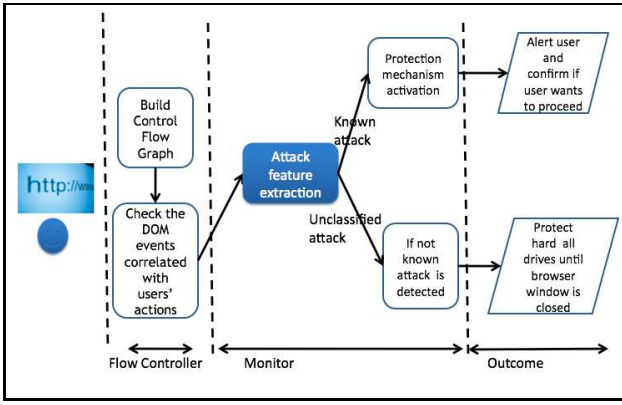 http://ww
Build
Control
Flow
Graph
Check the
DOM
events
correlated
with
users'
actions
Attack
feature
extraction
Known
attack
Unclassified
attack
Protection
mechanism
activation
If not
known
attack is
detected
Alert user
and
confirm if
user wants
to proceed
Protect
hard all
drives until
browser
window is
closed
Flow Controller
Monitor
Outcome